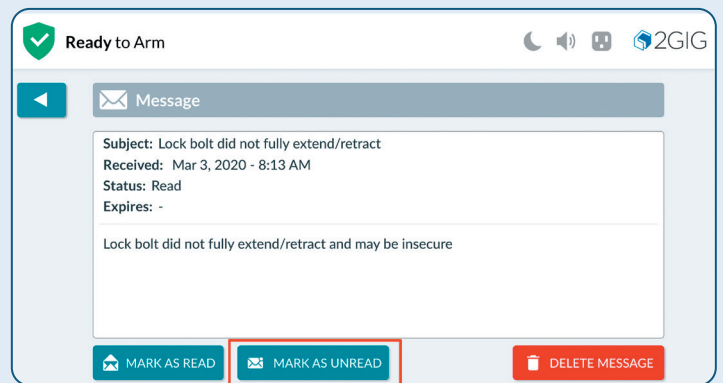 Ready to Arm
2GIG
Message
Subject: Lock bolt did not fully extend/retract
Received: Mar 3, 2020 - 8:13 AM
Status: Read
Expires: -
Lock bolt did not fully extend/retract and may be insecure
MARK AS READ
MARK AS UNREAD
DELETE MESSAGE